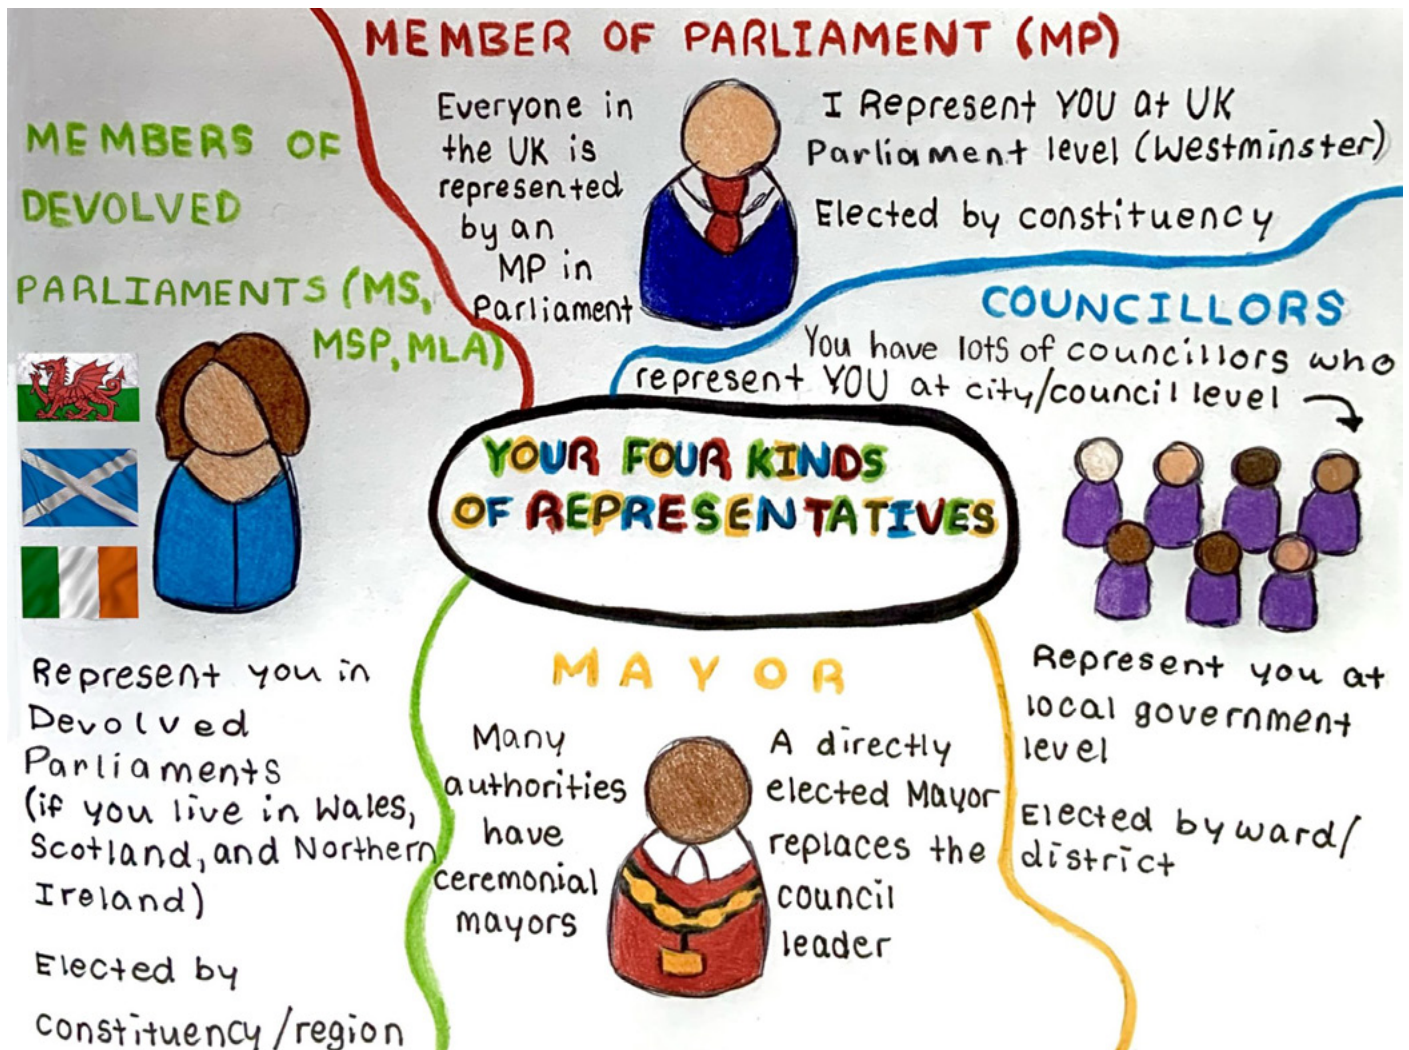 MEMBER OF PARLIAMENT (MP)
Everyone in
the UK is
represented
by an
MP in
Parliament
I Represent YOU at UK
Parliament level (Westminster)
Elected by constituency
MEMBERS OF
DEVOLVED
PARLIAMENTS (MS,
MSP, MLA)
Represent you in
Devolved
Parliaments
(if you live in Wales,
Scotland, and Northern
Ireland)
Elected by
constituency/region
YOUR FOUR KINDS
OF REPRESENTATIVES
COUNCILLORS
You have lots of councillors who
represent YOU at city/council level
Represent you at
local government
level
Elected by ward/
district
MAYOR
Many
authorities
have
ceremonial
mayors
A directly
elected Mayor
replaces the
council
leader